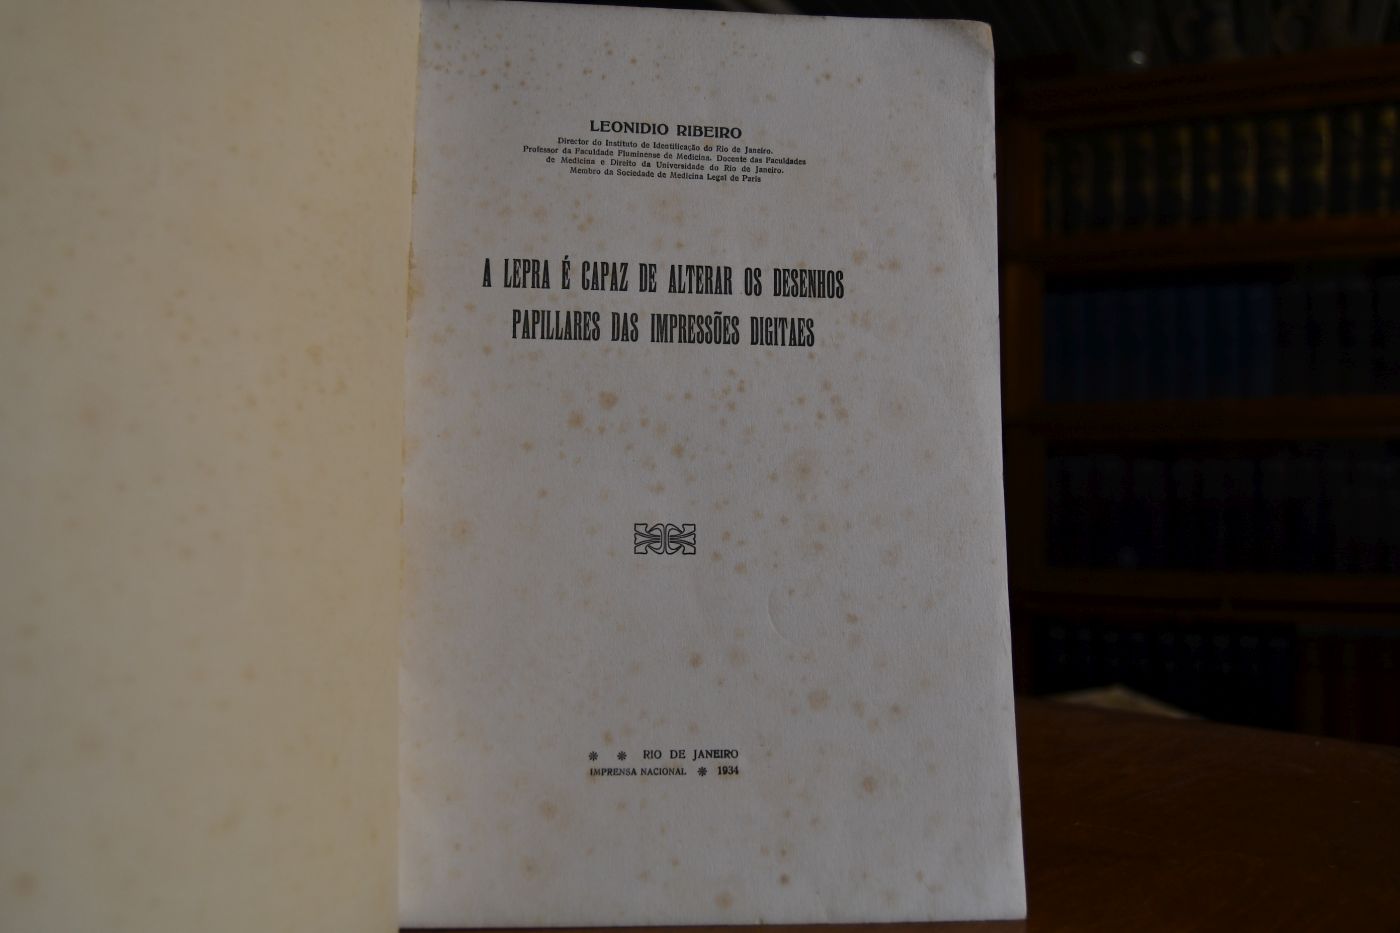 LEONIDIO RIBEIRO
Director do Instituto de Identificação do Rio de Janeiro.
Professor da Faculdade Fluminense de Medicina. Docente das Faculdades
de Medicina e Direito da Universidade do Rio de Janeiro.
Membro da Sociedade de Medicina Legal de Paris
A LEPRA É CAPAZ DE ALTERAR OS DESENHOS
PAPILLARES DAS IMPRESSÕES DIGITAES
RIO DE JANEIRO
IMPRENSA NACIONAL * 1934